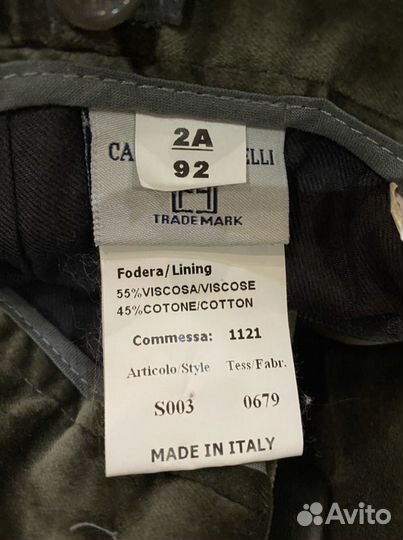 2A
92
CA ELLI
TRADE MARK
Fodera/Lining
55%VISCOSA/VISCOSE
45%COTONE/COTTON
Commessa: 1121
Articolo/Style Tess/Fabr.
S003 0679
MADE IN ITALY
Avito